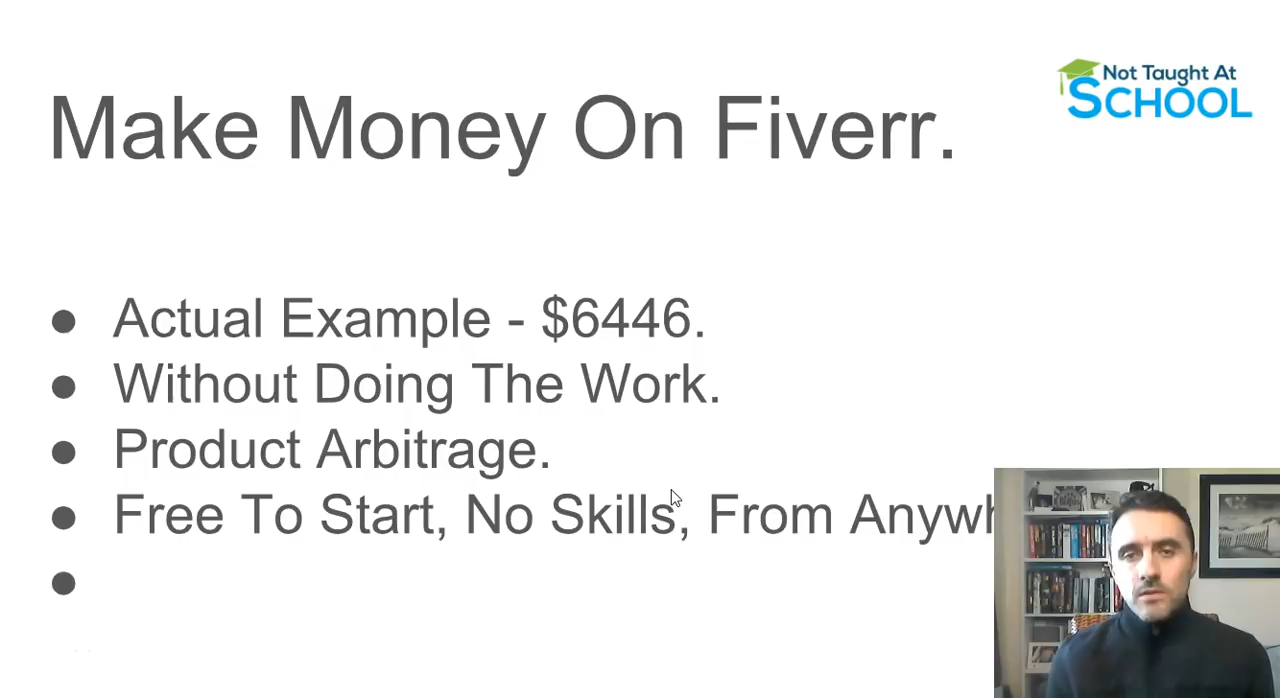 Not Taught At
SCHOOL
Make Money On Fiverr.
● Actual Example - $6446.
● Without Doing The Work.
● Product Arbitrage.
● Free To Start, No Skills, From Anywh
●